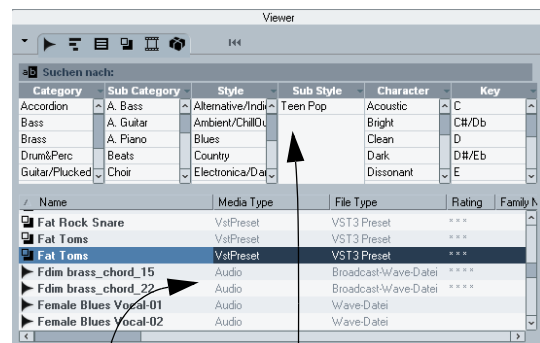 Viewer
Suchen nach:
Category Sub Category Style Sub Style Character Key
Accordion A. Bass Alternative/Indie Teen Pop Acoustic C
Bass A. Guitar Ambient/ChillOu Bright C#/Db
Brass A. Piano Blues Clean D
Drum&Perc Beats Country Dark D#/Eb
Guitar/Plucked Choir Electronica/Dan Dissonant E
/ Name Media Type File Type Rating Family N
Fat Rock Snare VstPreset VST3 Preset ***
Fat Toms VstPreset VST3 Preset ***
Fat Toms VstPreset VST3 Preset ***
Fdim brass_chord_15 Audio Broadcast-Wave-Datei ****
Fdim brass_chord_22 Audio Broadcast-Wave-Datei ****
Female Blues Vocal-01 Audio Wave-Datei
Female Blues Vocal-02 Audio Wave-Datei